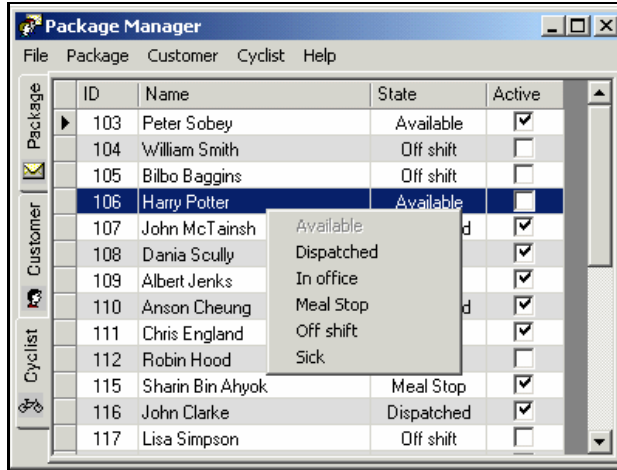 Package Manager
File Package Customer Cyclist Help
Package
Customer
Cyclist
ID Name State Active
103 Peter Sobey Available
104 William Smith Off shift
105 Bilbo Baggins Off shift
106 Harry Potter Available
107 John McTainsh d
108 Dania Scully
109 Albert Jenks
110 Anson Cheung d
111 Chris England
112 Robin Hood
115 Sharin Bin Ahyok Meal Stop
116 John Clarke Dispatched
117 Lisa Simpson Off shift
Available
Dispatched
In office
Meal Stop
Off shift
Sick